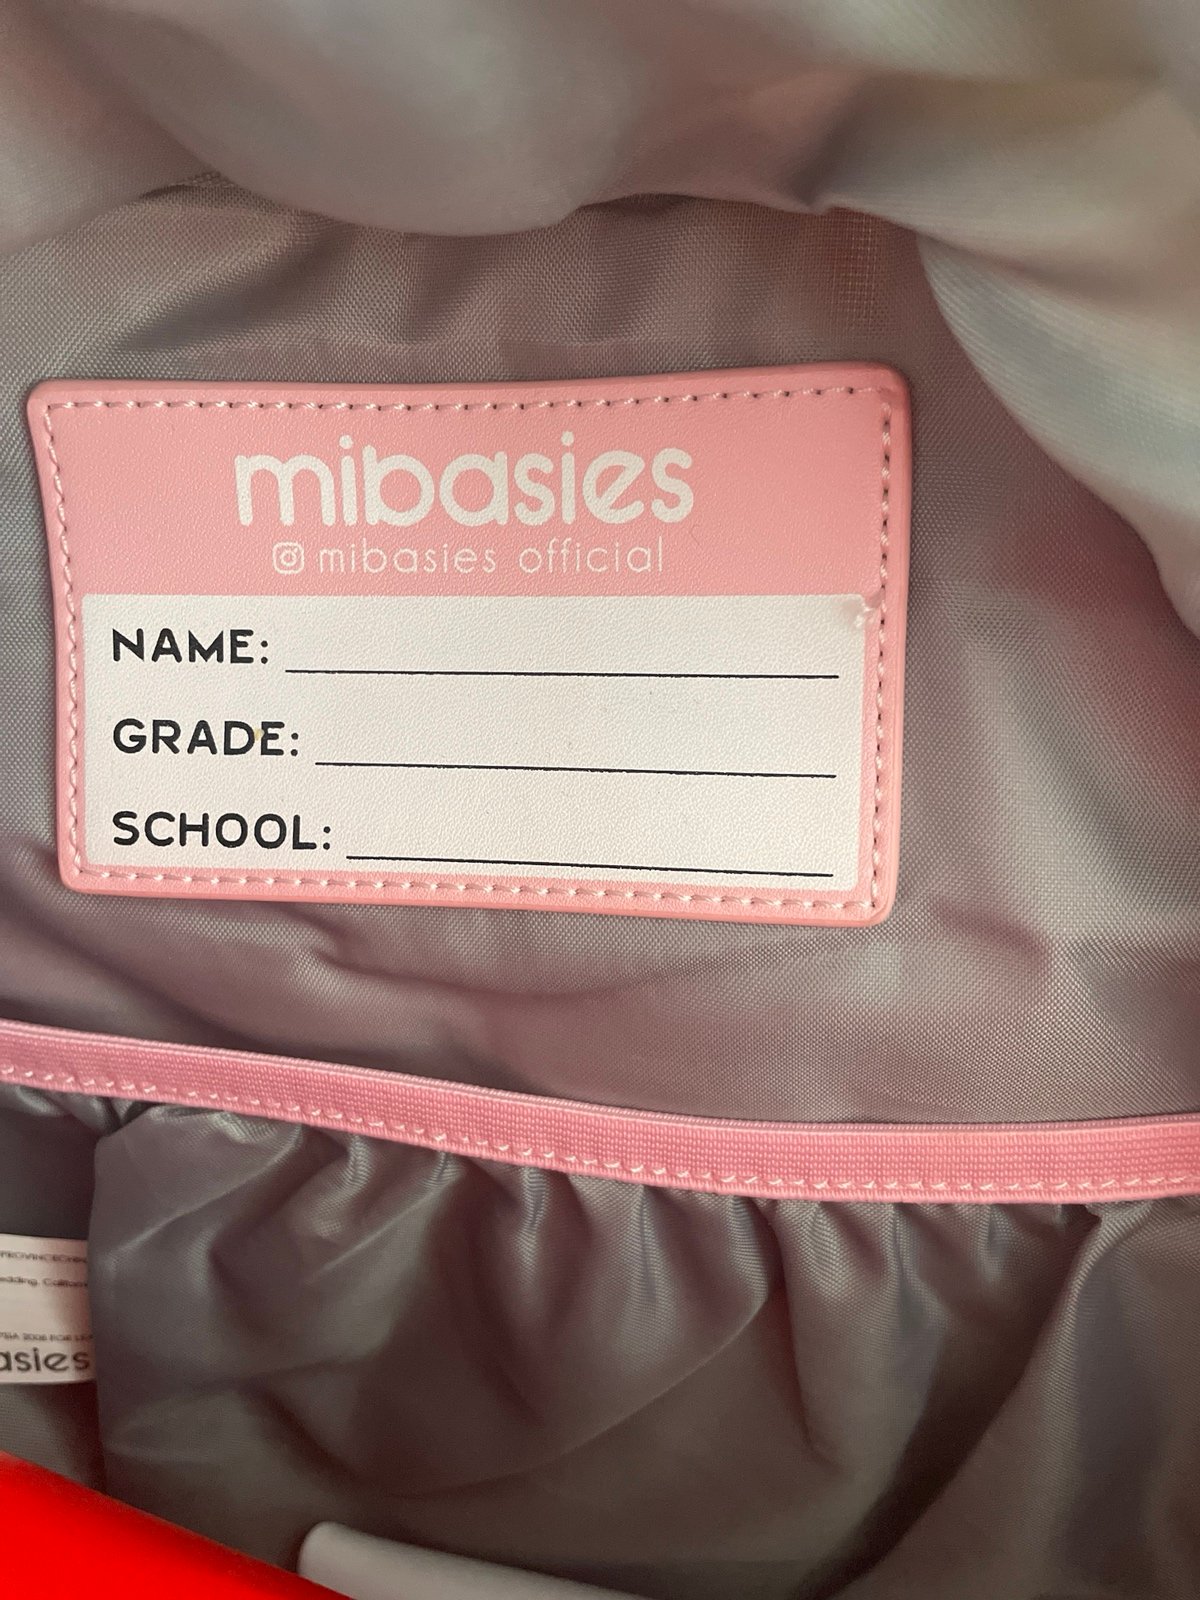 mibasies
mibasies official
NAME:
GRADE:
SCHOOL:
asies